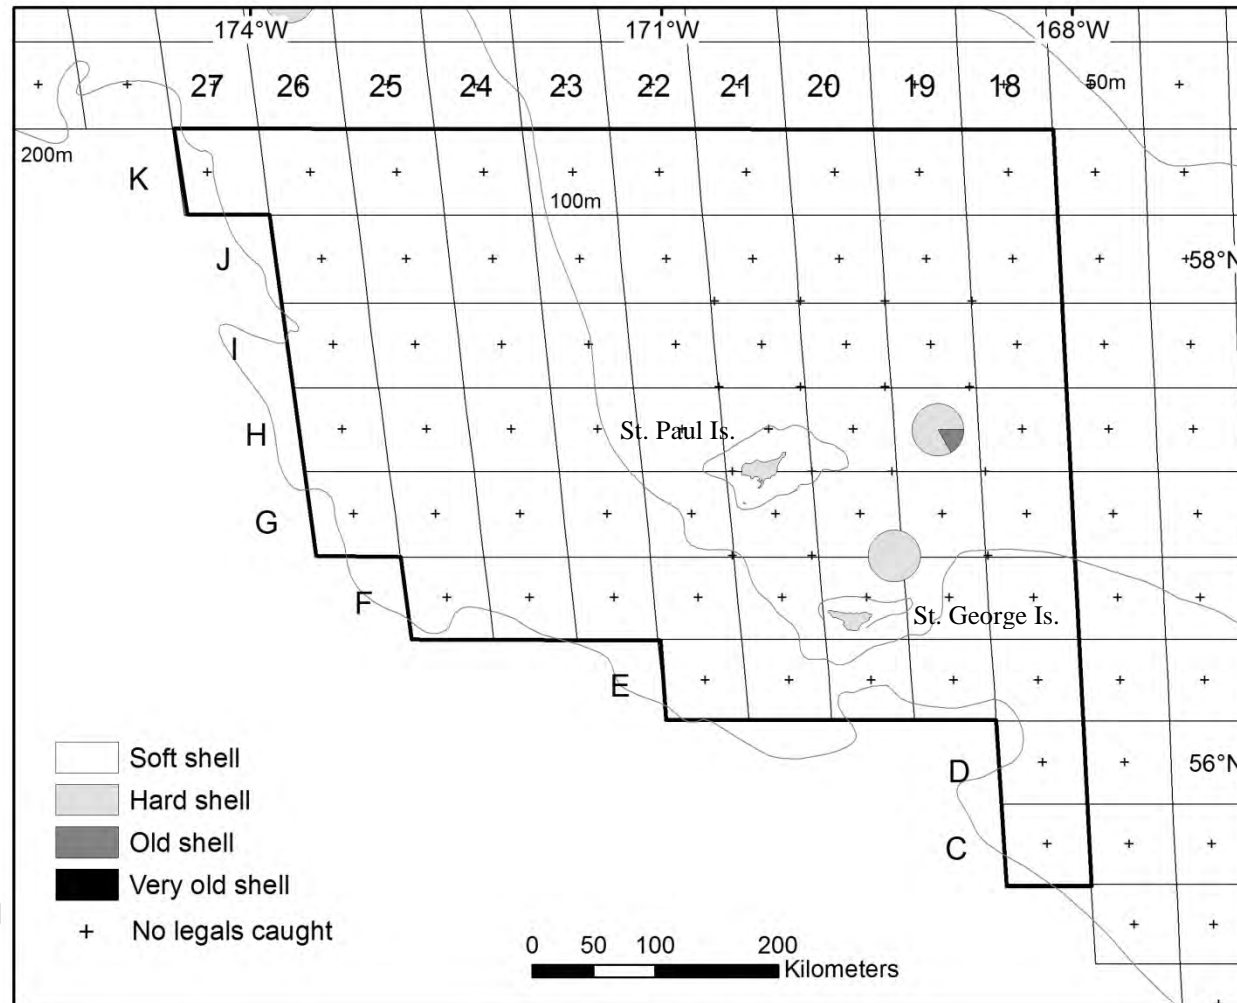 174°W 171°W 168°W
27 26 25 24 23 22 21 20 19 18 50m
200m
K
100m
J 58°N
I
H St. Paul Is.
G
F St. George Is.
E
Soft shell D 56°N
Hard shell
Old shell C
Very old shell
+ No legals caught
0 50 100 200
Kilometers